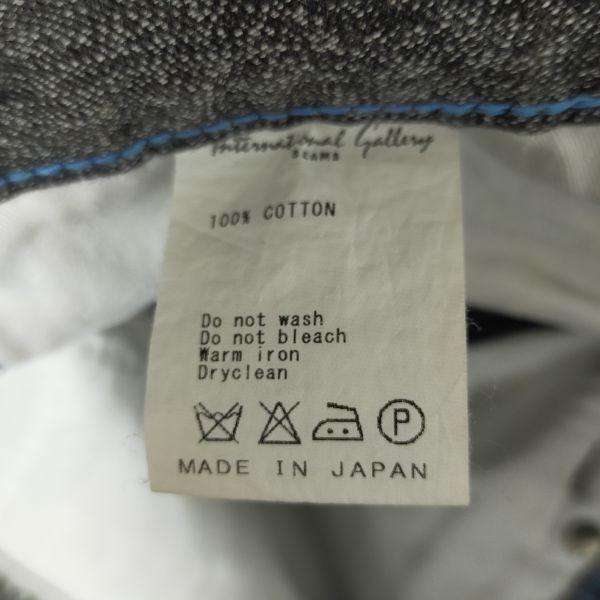 International Gallery
BEAMS
100% COTTON
Do not wash
Do not bleach
Warm iron
Dryclean
P
MADE IN JAPAN